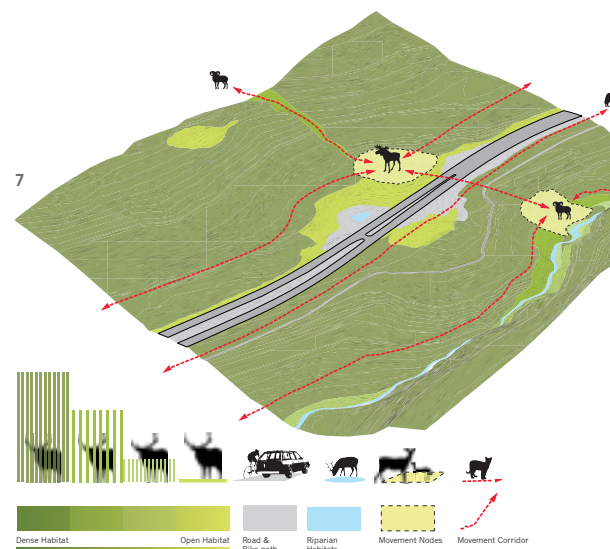 7
Dense Habitat Open Habitat Road & Riparian Movement Nodes Movement Corridor
Bike path Habitats